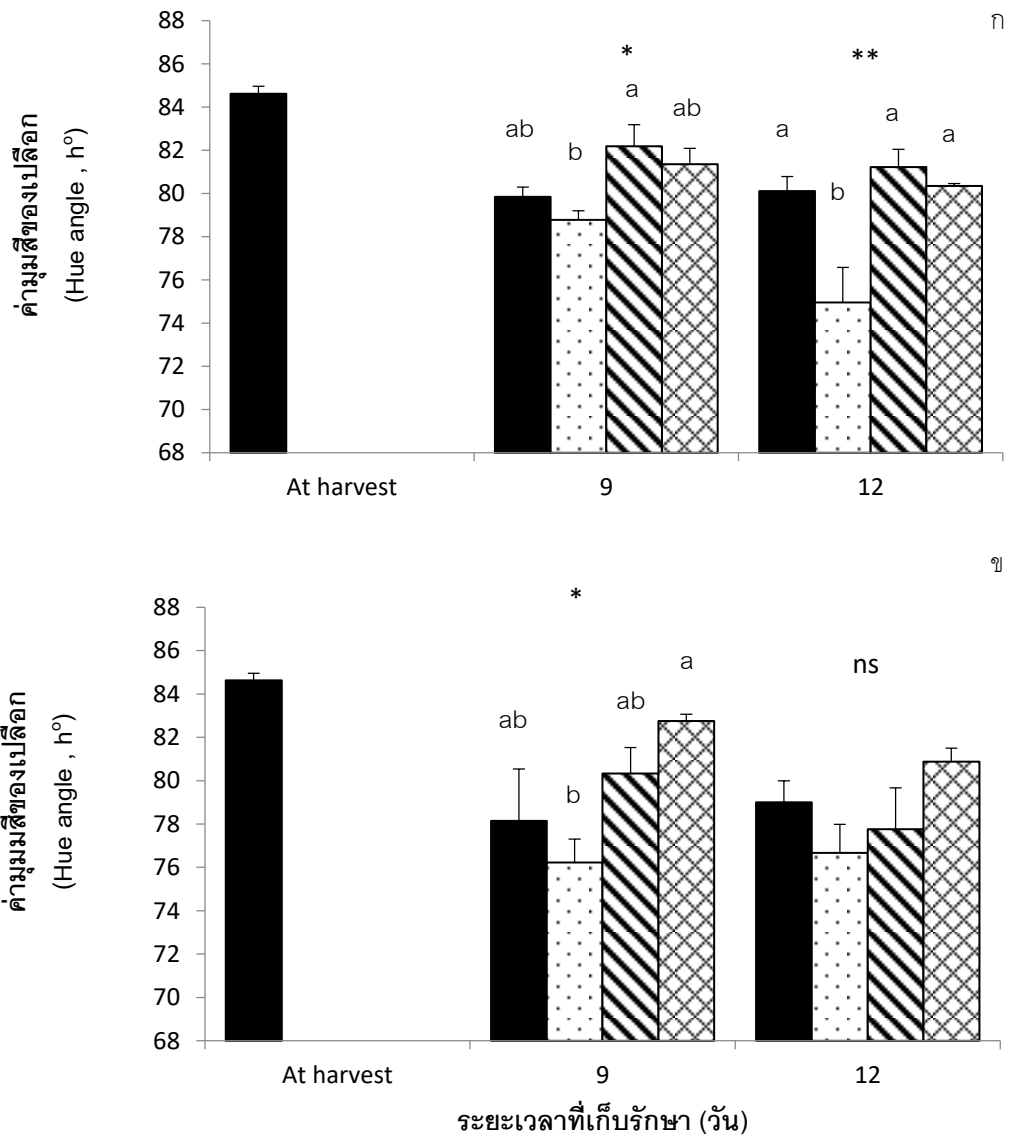 ก
88
86
84
82
80
78
76
74
72
70
68
ค่ามุมสีของเปลือก
(Hue angle , h°)
* **
ab b a ab a b a a
At harvest 9 12
ข
88
86
84
82
80
78
76
74
72
70
68
ค่ามุมมสีของเปลือก
(Hue angle , h°)
* ns
ab b ab a
At harvest 9 12
ระยะเวลาที่เก็บรักษา (วัน)